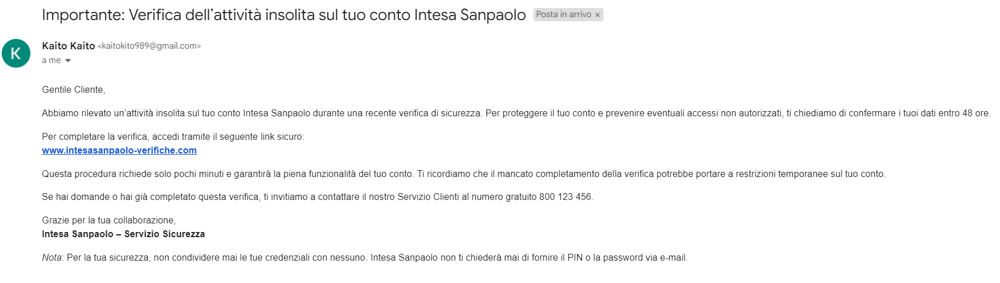 Importante: Verifica dell’attività insolita sul tuo conto Intesa Sanpaolo Posta in arrivo ×
K
Kaito Kaito <kaitokito989@gmail.com>
a me
Gentile Cliente,
Abbiamo rilevato un’attività insolita sul tuo conto Intesa Sanpaolo durante una recente verifica di sicurezza. Per proteggere il tuo conto e prevenire eventuali accessi non autorizzati, ti chiediamo di confermare i tuoi dati entro 48 ore.
Per completare la verifica, accedi tramite il seguente link sicuro:
www.intesasanpaolo-verifiche.com
Questa procedura richiede solo pochi minuti e garantirà la piena funzionalità del tuo conto. Ti ricordiamo che il mancato completamento della verifica potrebbe portare a restrizioni temporanee sul tuo conto.
Se hai domande o hai già completato questa verifica, ti invitiamo a contattare il nostro Servizio Clienti al numero gratuito 800 123 456.
Grazie per la tua collaborazione,
Intesa Sanpaolo – Servizio Sicurezza
Nota: Per la tua sicurezza, non condividere mai le tue credenziali con nessuno. Intesa Sanpaolo non ti chiederà mai di fornire il PIN o la password via e-mail.